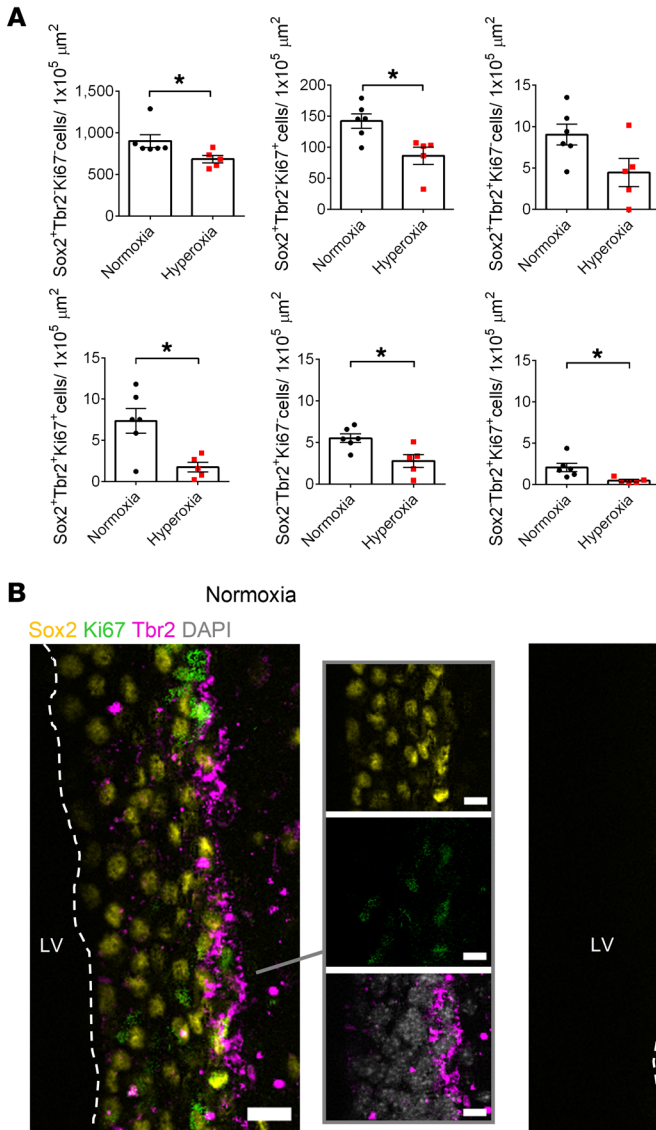 A
Sox2⁺Tbr2⁻Ki67⁻cells/ 1x10⁵ μm²
1,500
1,000
500
0
*
Normoxia
Hyperoxia
Sox2⁺Tbr2⁻Ki67⁺cells/ 1x10⁵ μm²
200
150
100
50
0
*
Normoxia
Hyperoxia
Sox2⁺Tbr2⁺Ki67⁻cells/ 1x10⁵ μm²
15
10
5
0
Normoxia
Hyperoxia
Sox2⁺Tbr2⁺Ki67⁺cells/ 1x10⁵ μm²
15
10
5
0
*
Normoxia
Hyperoxia
Sox2⁻Tbr2⁺Ki67⁻cells/ 1x10⁵ μm²
15
10
5
0
*
Normoxia
Hyperoxia
Sox2⁻Tbr2⁺Ki67⁺cells/ 1x10⁵ μm²
15
10
5
0
*
Normoxia
Hyperoxia
B
Normoxia
Sox2 Ki67 Tbr2 DAPI
LV
LV